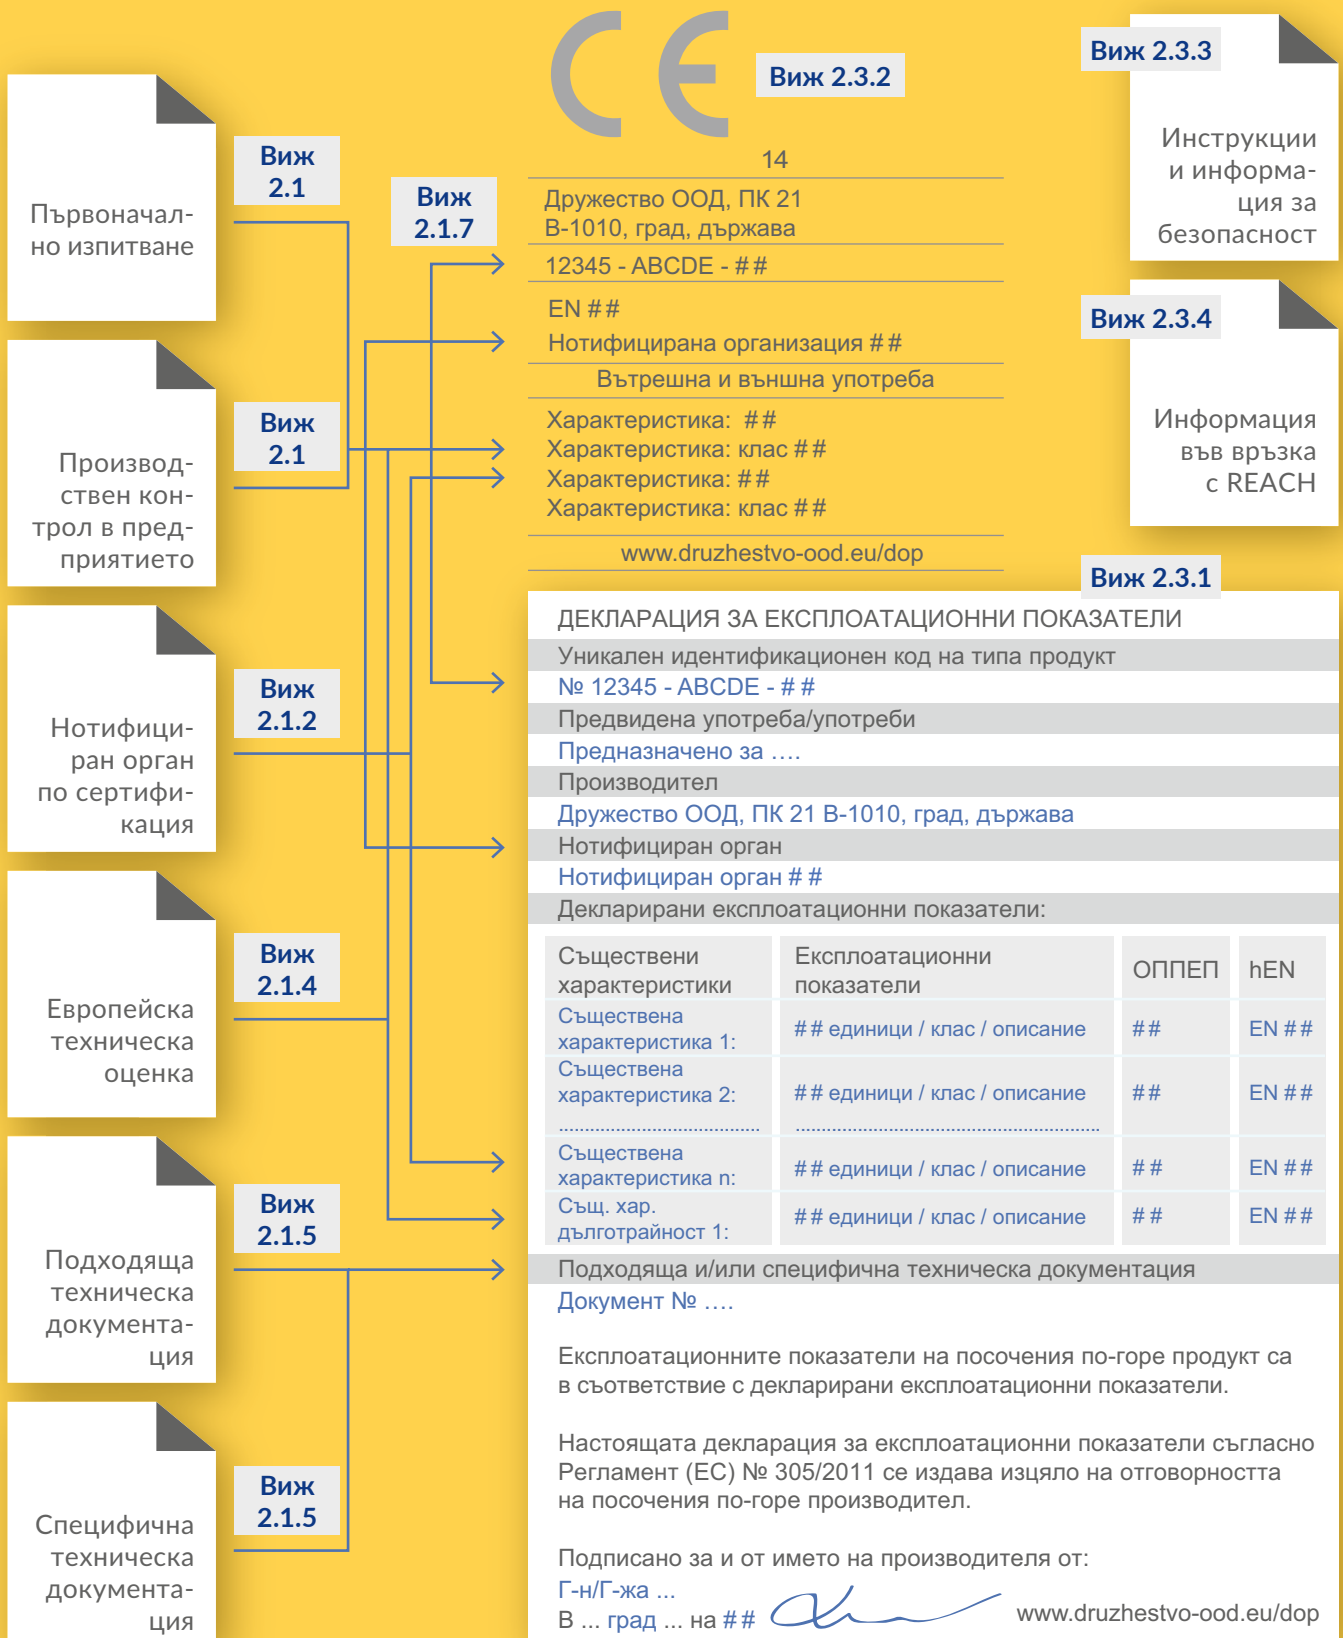 CE
Виж 2.3.2
14
Дружество ООД, ПК 21
В-1010, град, държава
12345 - ABCDE - # #
EN # #
Нотифицирана организация # #
Вътрешна и външна употреба
Характеристика: # #
Характеристика: клас # #
Характеристика: # #
Характеристика: клас # #
www.druzhestvo-ood.eu/dop
Виж 2.3.3
Инструкции
и информа-
ция за
безопасност
Виж 2.3.4
Информация
във връзка
с REACH
Първоначал-
но изпитване
Виж
2.1
Виж
2.1.7
Производ-
ствен кон-
трол в пред-
приятието
Виж
2.1
Нотифици-
ран орган
по сертифи-
кация
Виж
2.1.2
Европейска
техническа
оценка
Виж
2.1.4
Подходяща
техническа
документа-
ция
Виж
2.1.5
Специфична
техническа
документа-
ция
Виж
2.1.5
Виж 2.3.1
ДЕКЛАРАЦИЯ ЗА ЕКСПЛОАТАЦИОННИ ПОКАЗАТЕЛИ
Уникален идентификационен код на типа продукт
№ 12345 - ABCDE - # #
Предвидена употреба/употреби
Предназначено за ….
Производител
Дружество ООД, ПК 21 В-1010, град, държава
Нотифициран орган
Нотифициран орган # #
Декларирани експлоатационни показатели:
Съществени
характеристики
Експлоатационни
показатели
ОППЕП
hEN
Съществена
характеристика 1:
# # единици / клас / описание
# #
EN # #
Съществена
характеристика 2:
# # единици / клас / описание
# #
EN # #
....................................... ...........................................................
Съществена
характеристика n:
# # единици / клас / описание
# #
EN # #
Същ. хар.
дълготрайност 1:
# # единици / клас / описание
# #
EN # #
Подходяща и/или специфична техническа документация
Документ № ….
Експлоатационните показатели на посочения по-горе продукт са
в съответствие с декларирани експлоатационни показатели.
Настоящата декларация за експлоатационни показатели съгласно
Регламент (ЕС) № 305/2011 се издава изцяло на отговорността
на посочения по-горе производител.
Подписано за и от името на производителя от:
Г-н/Г-жа ...
В ... град ... на # #
www.druzhestvo-ood.eu/dop